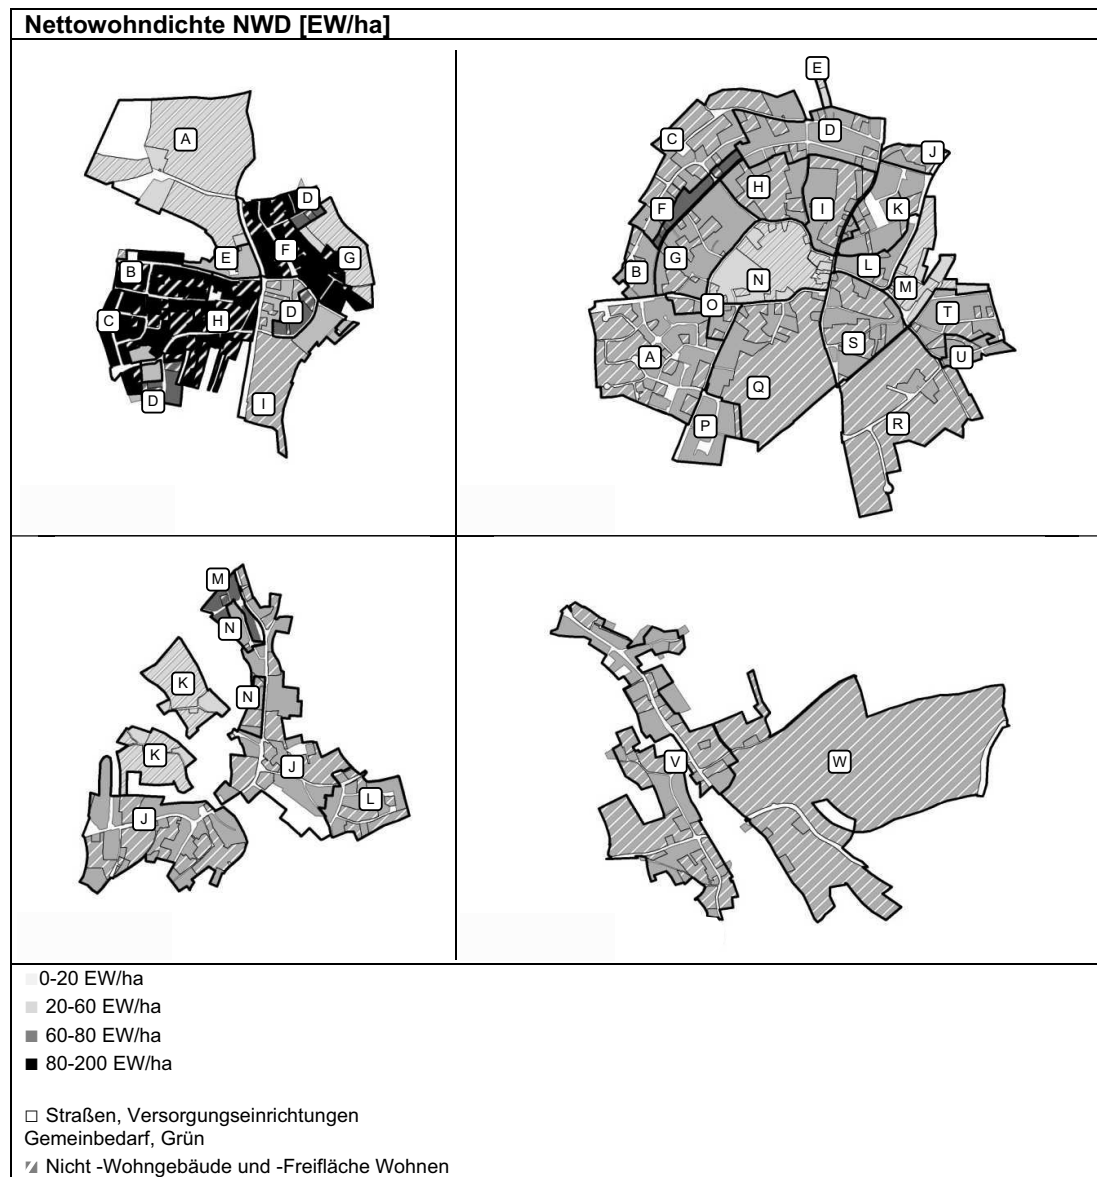 Nettowohndichte NWD [EW/ha]
A
D
E
F
G
B
C
H
D
D
I
E
C
D
J
H
F
I
K
G
B
L
N
M
O
T
S
A
U
Q
P
R
M
N
K
N
K
J
L
J
V
W
0-20 EW/ha
20-60 EW/ha
60-80 EW/ha
80-200 EW/ha
Straßen, Versorgungseinrichtungen
Gemeinbedarf, Grün
Nicht -Wohngebäude und -Freifläche Wohnen